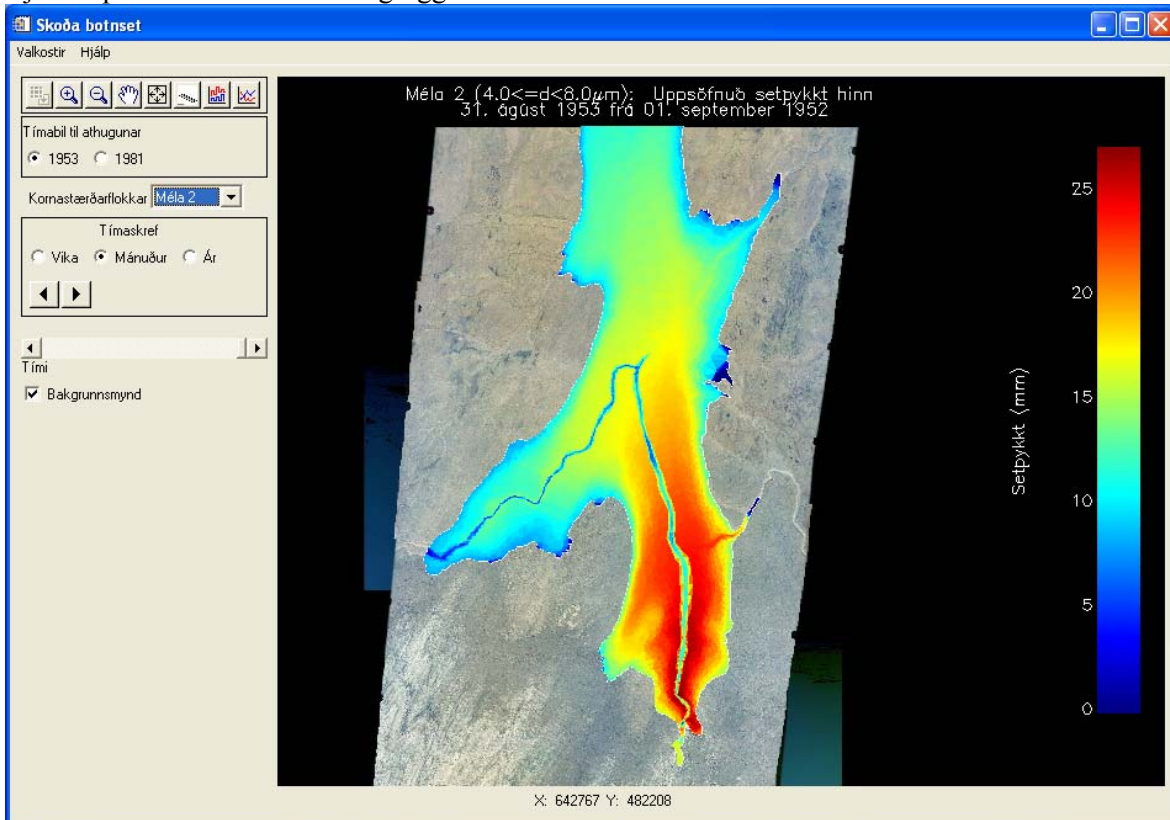 Skoða botnset
Valkostir Hjálp
Tímabil til athugunar
1953 1981
Kornastærðarflokkar Méla 2
Tímaskref
Vika Mánuður Ár
Tími
Bakgrunnsmynd
Méla 2 (4.0<=d<8.0μm): Uppsöfnuð setþykkt hinn
31. ágúst 1953 frá 01. september 1952
25
20
15
10
5
0
Setþykkt (mm)
X: 642767 Y: 482208